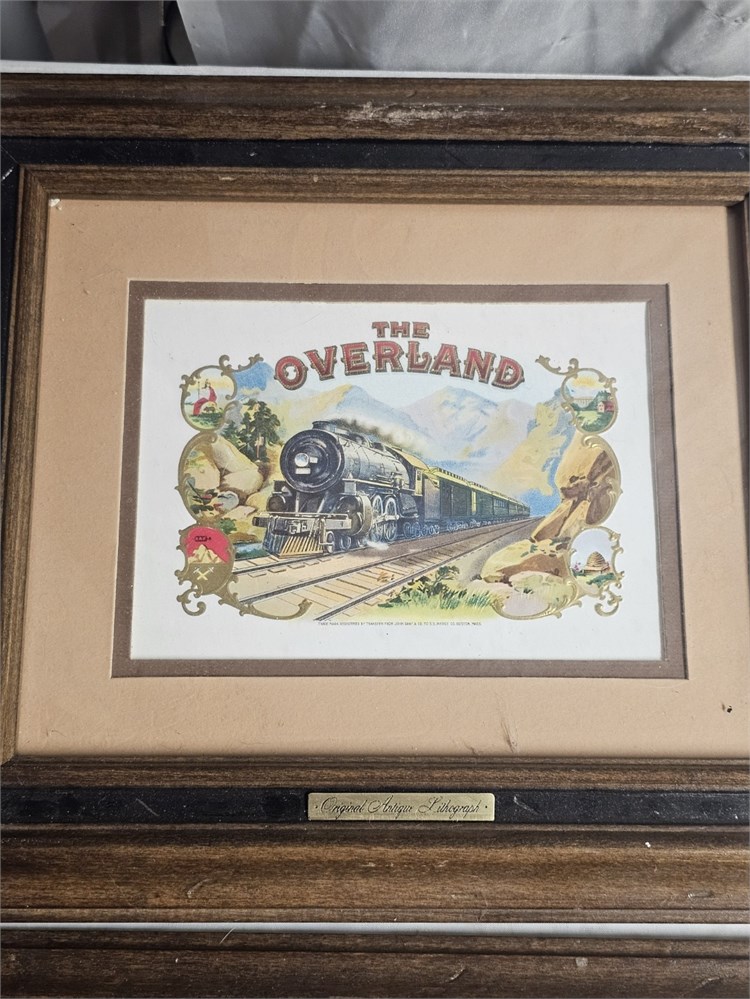 THE
OVERLAND
Original Antique Lithograph